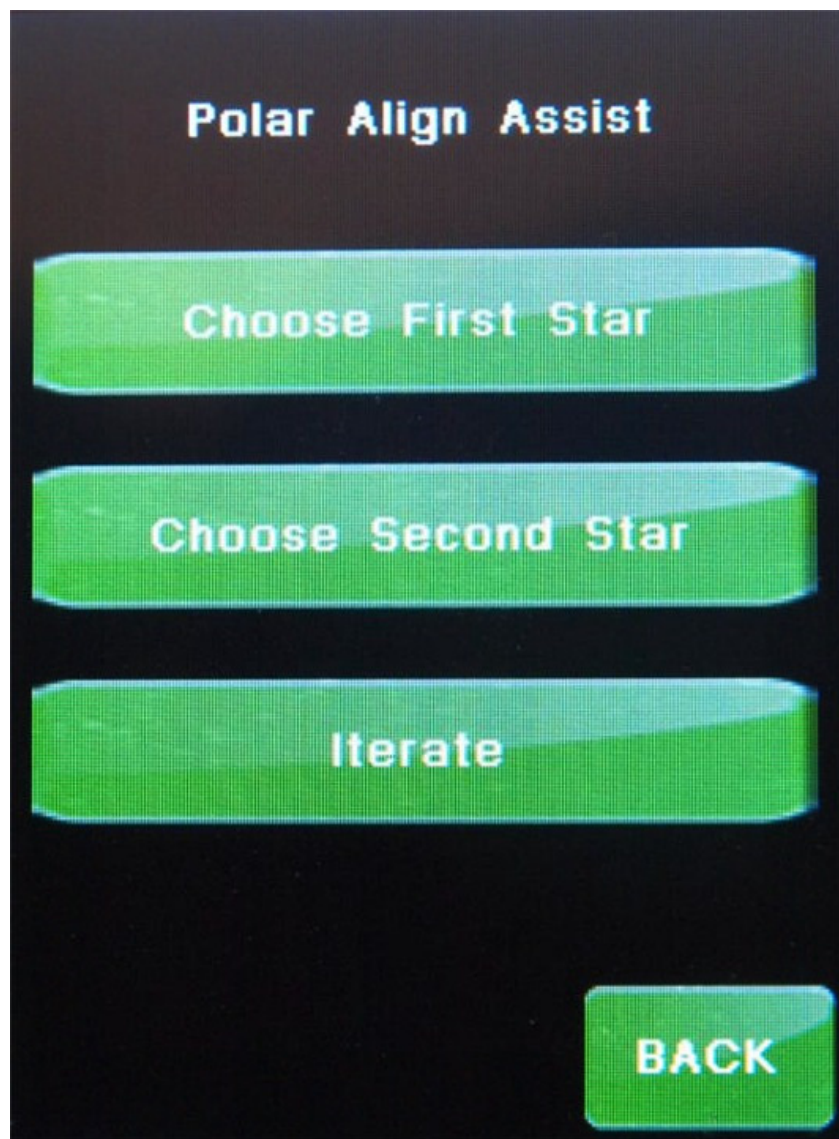 Polar Align Assist
Choose First Star
Choose Second Star
Iterate
BACK